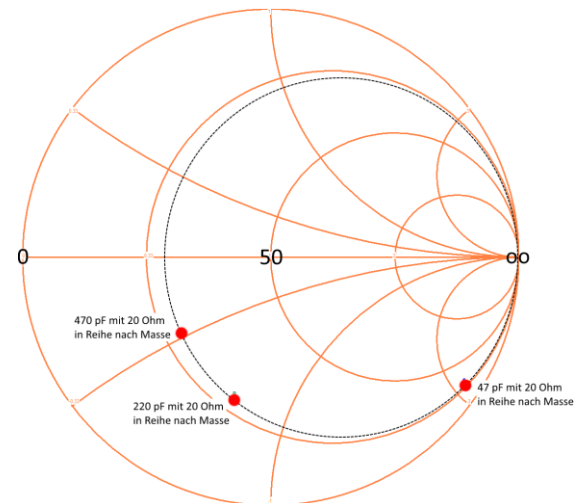 0
50
oo
470 pF mit 20 Ohm
in Reihe nach Masse
220 pF mit 20 Ohm
in Reihe nach Masse
47 pF mit 20 Ohm
in Reihe nach Masse